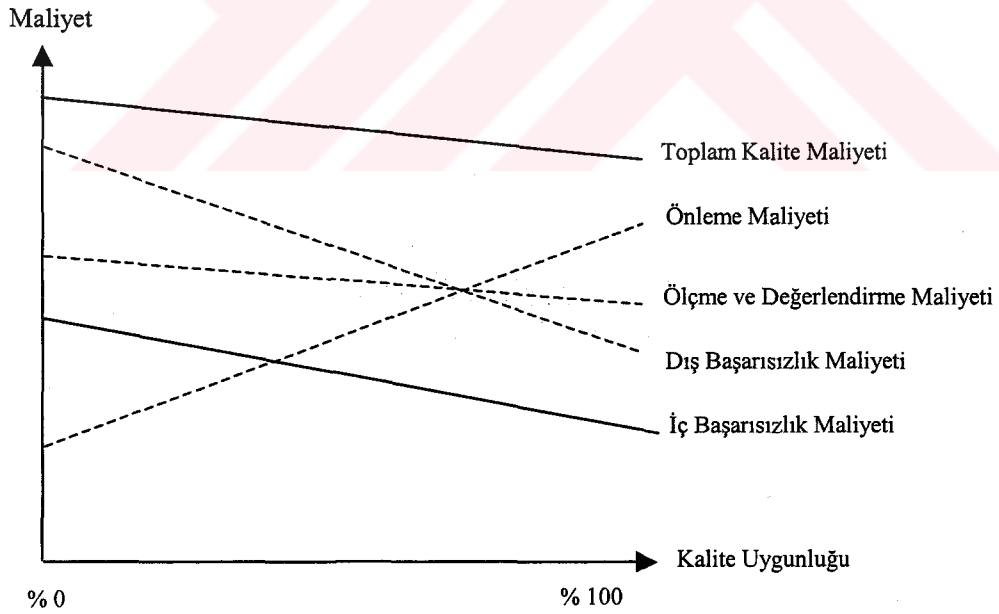 Maliyet
Toplam Kalite Maliyeti
Önleme Maliyeti
Ölçme ve Değerlendirme Maliyeti
Dış Başarısızlık Maliyeti
İç Başarısızlık Maliyeti
Kalite Uygunluğu
% 0
% 100